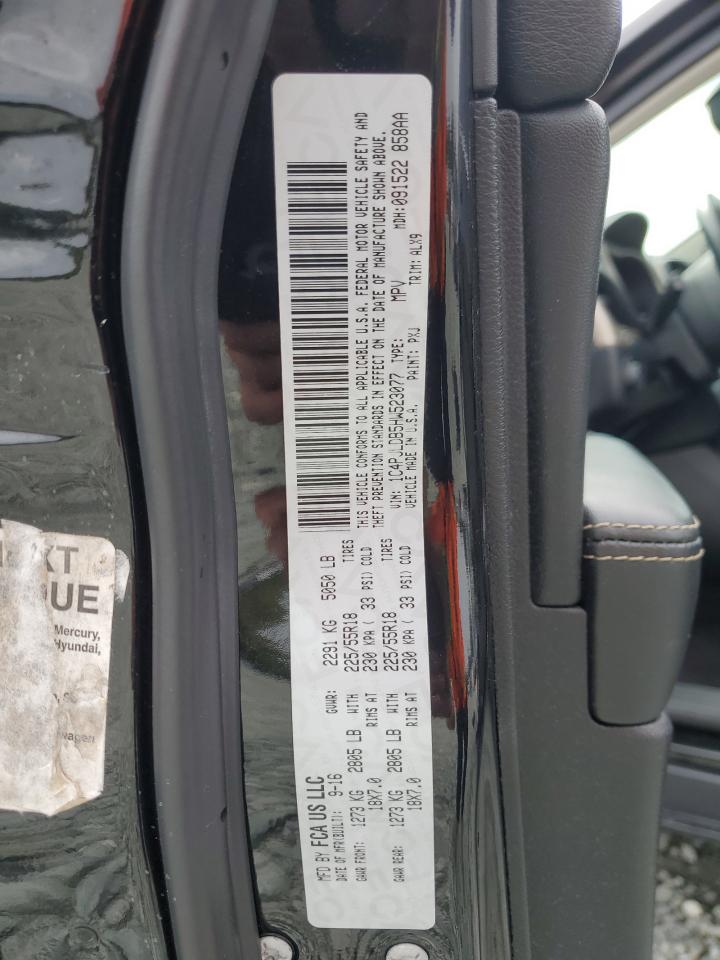 MFD BY FCA US LLC
DATE OF MFR(BUILT): 9-16 GVWR: 2291 KG 5050 LB
GAWR FRONT: 1273 KG 2805 LB WITH 225/55R18 TIRES
18X7.0 RIMS AT 230 KPA ( 33 PSI) COLD
GAWR REAR: 1273 KG 2805 LB WITH 225/55R18 TIRES
18X7.0 RIMS AT 230 KPA ( 33 PSI) COLD
THIS VEHICLE CONFORMS TO ALL APPLICABLE U.S.A. FEDERAL MOTOR VEHICLE SAFETY AND
THEFT PREVENTION STANDARDS IN EFFECT ON THE DATE OF MANUFACTURE SHOWN ABOVE.
VIN: 1C4PJLDB5HW523077 TYPE: MPV MDH:091522 858AA
VEHICLE MADE IN U.S.A. PAINT: PXJ TRIM: ALX9
Mercury,
Hyundai,